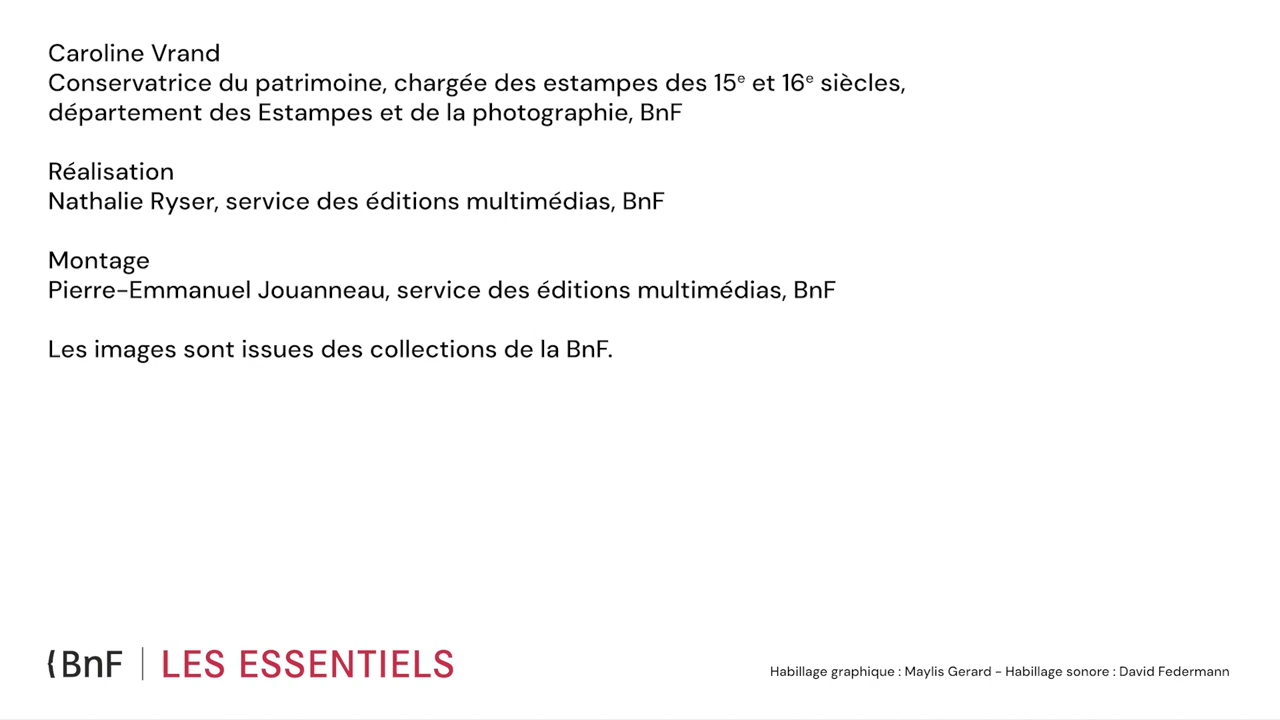 Caroline Vrand
Conservatrice du patrimoine, chargée des estampes des 15ᵉ et 16ᵉ siècles,
département des Estampes et de la photographie, BnF
Réalisation
Nathalie Ryser, service des éditions multimédias, BnF
Montage
Pierre-Emmanuel Jouanneau, service des éditions multimédias, BnF
Les images sont issues des collections de la BnF.
BnF | LES ESSENTIELS
Habillage graphique : Maylis Gerard - Habillage sonore : David Federmann